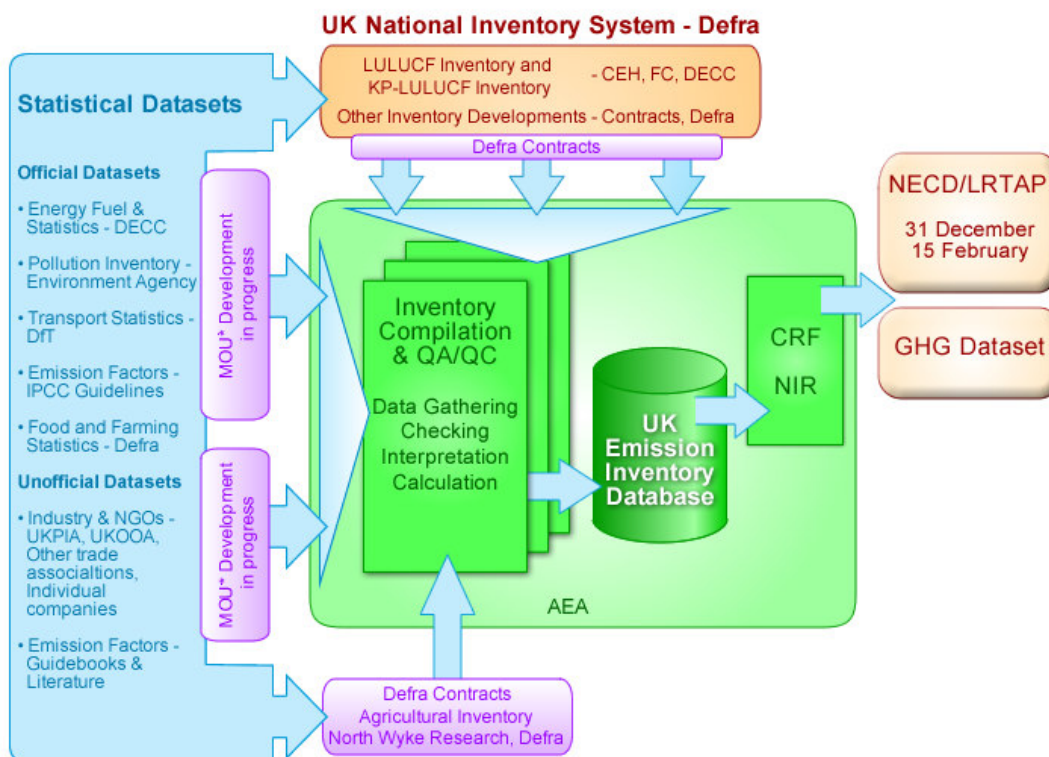 UK National Inventory System - Defra
Statistical Datasets
Official Datasets
• Energy Fuel &
Statistics - DECC
• Pollution Inventory -
Environment Agency
• Transport Statistics -
DfT
• Emission Factors -
IPCC Guidelines
• Food and Farming
Statistics - Defra
Unofficial Datasets
• Industry & NGOs -
UKPIA, UKOOA,
Other trade
associaltions,
Individual
companies
• Emission Factors -
Guidebooks &
Literature
LULUCF Inventory and
KP-LULUCF Inventory
- CEH, FC, DECC
Other Inventory Developments - Contracts, Defra
Defra Contracts
MOU* Development
in progress
MOU+ Development
in progress
Inventory
Compilation
& QA/QC
Data Gathering
Checking
Interpretation
Calculation
UK
Emission
Inventory
Database
CRF
NIR
AEA
Defra Contracts
Agricultural Inventory
North Wyke Research, Defra
NECD/LRTAP
31 December
15 February
GHG Dataset